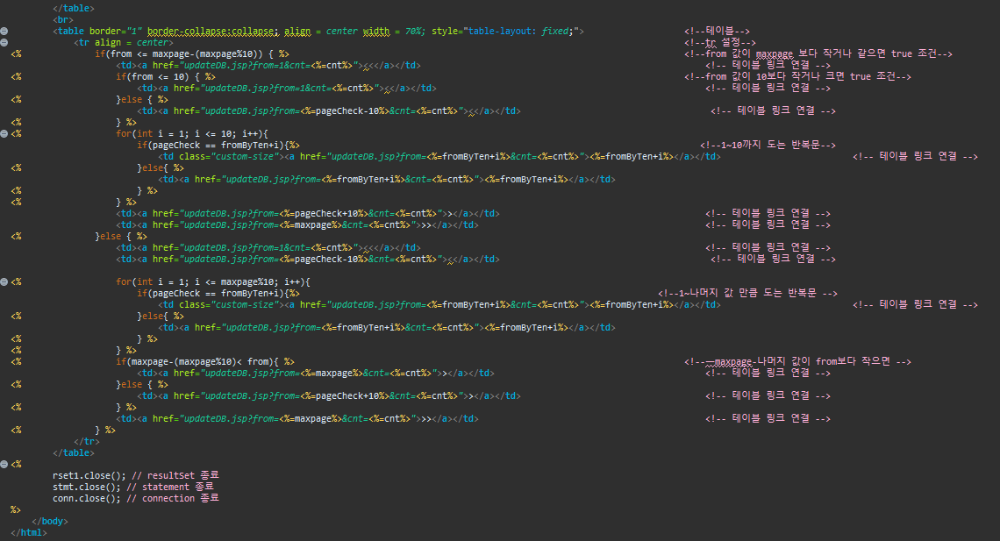 </table>
<br>
<table border="1" border-collapse:collapse; align = center width = 70%; style="table-layout: fixed;"> <!--테이블-->
<tr align = center> <!--tr 설정-->
<% if(from <= maxpage-(maxpage%10)) { %> <!--from 값이 maxpage 보다 작거나 같으면 true 조건-->
<td><a href="updateDB.jsp?from=1&cnt=<%=cnt%>"><<</a></td> <!-- 테이블 링크 연결 -->
<% if(from <= 10) { %> <!--from 값이 10보다 작거나 크면 true 조건-->
<td><a href="updateDB.jsp?from=1&cnt=<%=cnt%>"><</a></td> <!-- 테이블 링크 연결 -->
<% }else { %>
<td><a href="updateDB.jsp?from=<%=pageCheck-10%>&cnt=<%=cnt%>"><</a></td> <!-- 테이블 링크 연결 -->
<% } %>
<% for(int i = 1; i <= 10; i++){
if(pageCheck == fromByTen+i){%> <!--1~10까지 도는 반복문-->
<td class="custom-size"><a href="updateDB.jsp?from=<%=fromByTen+i%>&cnt=<%=cnt%>"><%=fromByTen+i%></a></td> <!-- 테이블 링크 연결 -->
<% }else{ %>
<td><a href="updateDB.jsp?from=<%=fromByTen+i%>&cnt=<%=cnt%>"><%=fromByTen+i%></a></td>
<% } %>
<% } %>
<td><a href="updateDB.jsp?from=<%=pageCheck+10%>&cnt=<%=cnt%>">></a></td> <!-- 테이블 링크 연결 -->
<td><a href="updateDB.jsp?from=<%=maxpage%>&cnt=<%=cnt%>">>></a></td> <!-- 테이블 링크 연결 -->
<% }else { %>
<td><a href="updateDB.jsp?from=1&cnt=<%=cnt%>"><<</a></td> <!-- 테이블 링크 연결 -->
<td><a href="updateDB.jsp?from=<%=pageCheck-10%>&cnt=<%=cnt%>"><</a></td> <!-- 테이블 링크 연결 -->
<% for(int i = 1; i <= maxpage%10; i++){
if(pageCheck == fromByTen+i){%> <!--1~나머지 값 만큼 도는 반복문 -->
<td class="custom-size"><a href="updateDB.jsp?from=<%=fromByTen+i%>&cnt=<%=cnt%>"><%=fromByTen+i%></a></td> <!-- 테이블 링크 연결 -->
<% }else{ %>
<td><a href="updateDB.jsp?from=<%=fromByTen+i%>&cnt=<%=cnt%>"><%=fromByTen+i%></a></td>
<% } %>
<% } %>
<% if(maxpage-(maxpage%10)< from){ %> <!--—maxpage-나머지 값이 from보다 작으면 -->
<td><a href="updateDB.jsp?from=<%=maxpage%>&cnt=<%=cnt%>">></a></td> <!-- 테이블 링크 연결 -->
<% }else { %>
<td><a href="updateDB.jsp?from=<%=pageCheck+10%>&cnt=<%=cnt%>">></a></td> <!-- 테이블 링크 연결 -->
<% } %>
<td><a href="updateDB.jsp?from=<%=maxpage%>&cnt=<%=cnt%>">>></a></td> <!-- 테이블 링크 연결 -->
<% } %>
</tr>
</table>
<%
rset1.close(); // resultSet 종료
stmt.close(); // statement 종료
conn.close(); // connection 종료
%>
</body>
</html>